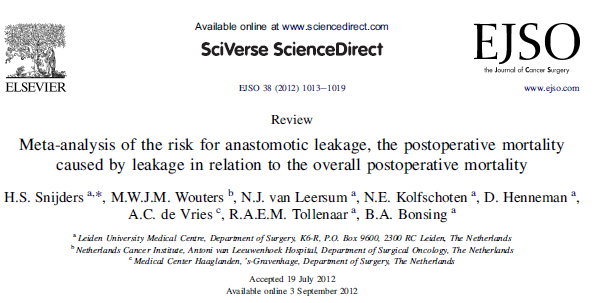 Available online at www.sciencedirect.com
SciVerse ScienceDirect
ELSEVIER
EJSO 38 (2012) 1013–1019
EJSO
the Journal of Cancer Surgery
www.ejso.com
Review
Meta-analysis of the risk for anastomotic leakage, the postoperative mortality
caused by leakage in relation to the overall postoperative mortality
H.S. Snijders a,*, M.W.J.M. Wouters b, N.J. van Leersum a, N.E. Kolfschoten a, D. Henneman a,
A.C. de Vries c, R.A.E.M. Tollenaar a, B.A. Bonsing a
a Leiden University Medical Centre, Department of Surgery, K6-R, P.O. Box 9600, 2300 RC Leiden, The Netherlands
b Netherlands Cancer Institute, Antoni van Leeuwenhoek Hospital, Department of Surgical Oncology, The Netherlands
c Medical Center Haaglanden, 's-Gravenhage, Department of Surgery, The Netherlands
Accepted 19 July 2012
Available online 3 September 2012